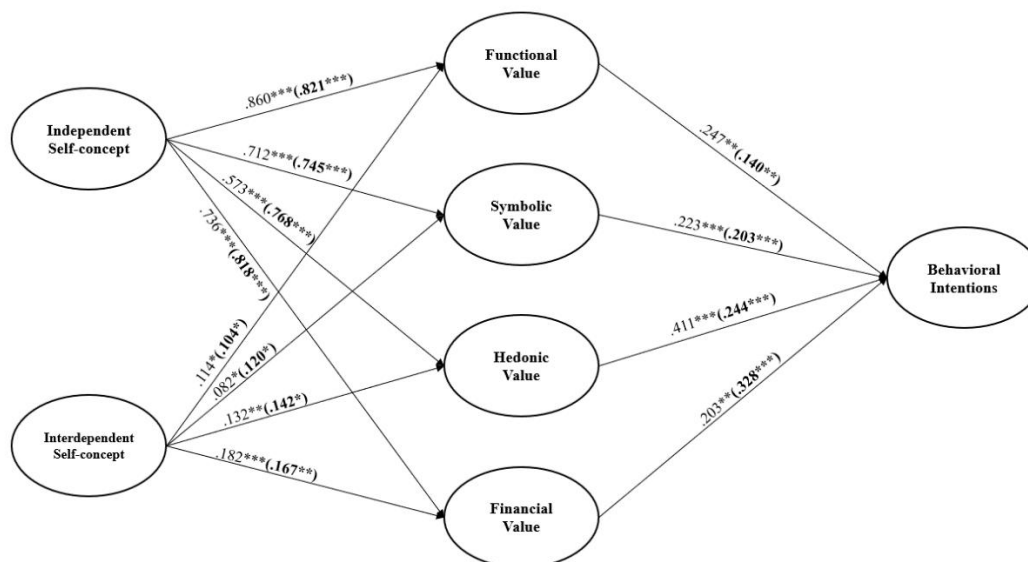 Functional
Value
.860***(.821***)
Independent
Self-concept
.247**(.140**)
.712***(.745***)
.573***(.768***)
Symbolic
Value
.736***(.818***)
.223***(.203***)
Behavioral
Intentions
.114*(.104*)
.082*(.120*)
Hedonic
Value
.411***(.244***)
.132**(.142*)
.203**(.328***)
Interdependent
Self-concept
.182***(.167**)
Financial
Value